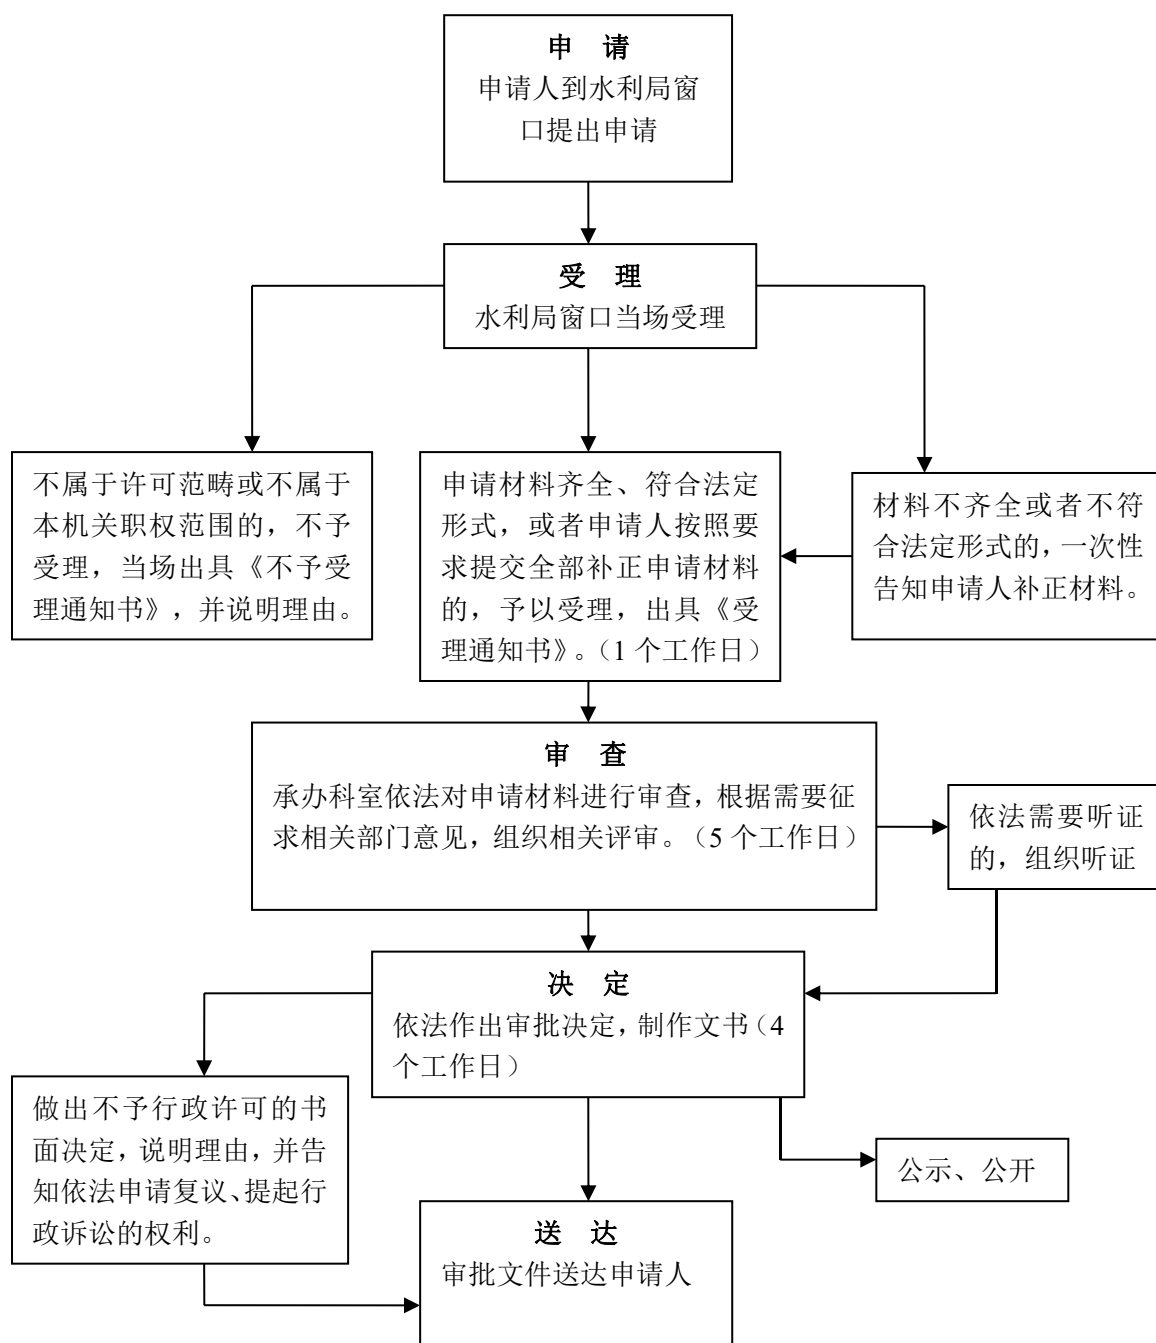 申 请
申请人到水利局窗
口提出申请
受 理
水利局窗口当场受理
不属于许可范畴或不属于
本机关职权范围的，不予
受理，当场出具《不予受
理通知书》，并说明理由。
申请材料齐全、符合法定
形式，或者申请人按照要
求提交全部补正申请材料
的，予以受理，出具《受
理通知书》。（1 个工作日）
材料不齐全或者不符
合法定形式的，一次性
告知申请人补正材料。
审 查
承办科室依法对申请材料进行审查，根据需要征
求相关部门意见，组织相关评审。（5 个工作日）
依法需要听证
的，组织听证
决 定
依法作出审批决定，制作文书（4
个工作日）
做出不予行政许可的书
面决定，说明理由，并告
知依法申请复议、提起行
政诉讼的权利。
公示、公开
送 达
审批文件送达申请人